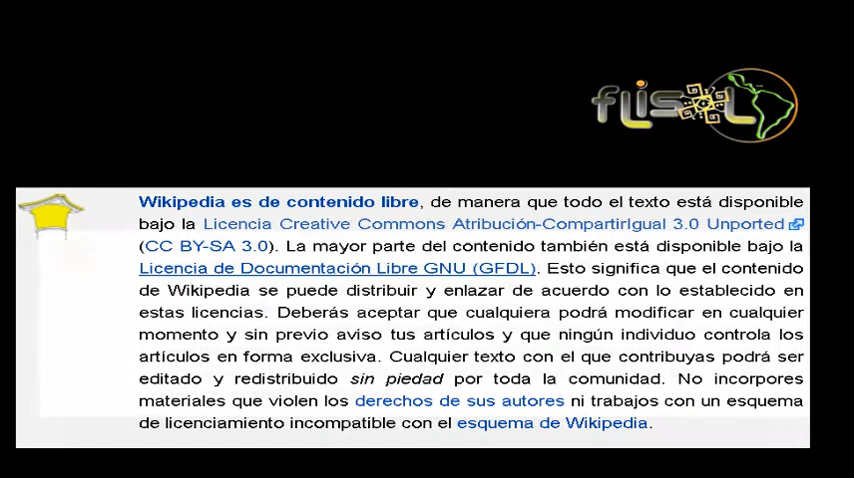 flisol
Wikipedia es de contenido libre, de manera que todo el texto está disponible
bajo la Licencia Creative Commons Atribución-CompartirIgual 3.0 Unported
(CC BY-SA 3.0). La mayor parte del contenido también está disponible bajo la
Licencia de Documentación Libre GNU (GFDL). Esto significa que el contenido
de Wikipedia se puede distribuir y enlazar de acuerdo con lo establecido en
estas licencias. Deberás aceptar que cualquiera podrá modificar en cualquier
momento y sin previo aviso tus artículos y que ningún individuo controla los
artículos en forma exclusiva. Cualquier texto con el que contribuyas podrá ser
editado y redistribuido sin piedad por toda la comunidad. No incorpores
materiales que violen los derechos de sus autores ni trabajos con un esquema
de licenciamiento incompatible con el esquema de Wikipedia.